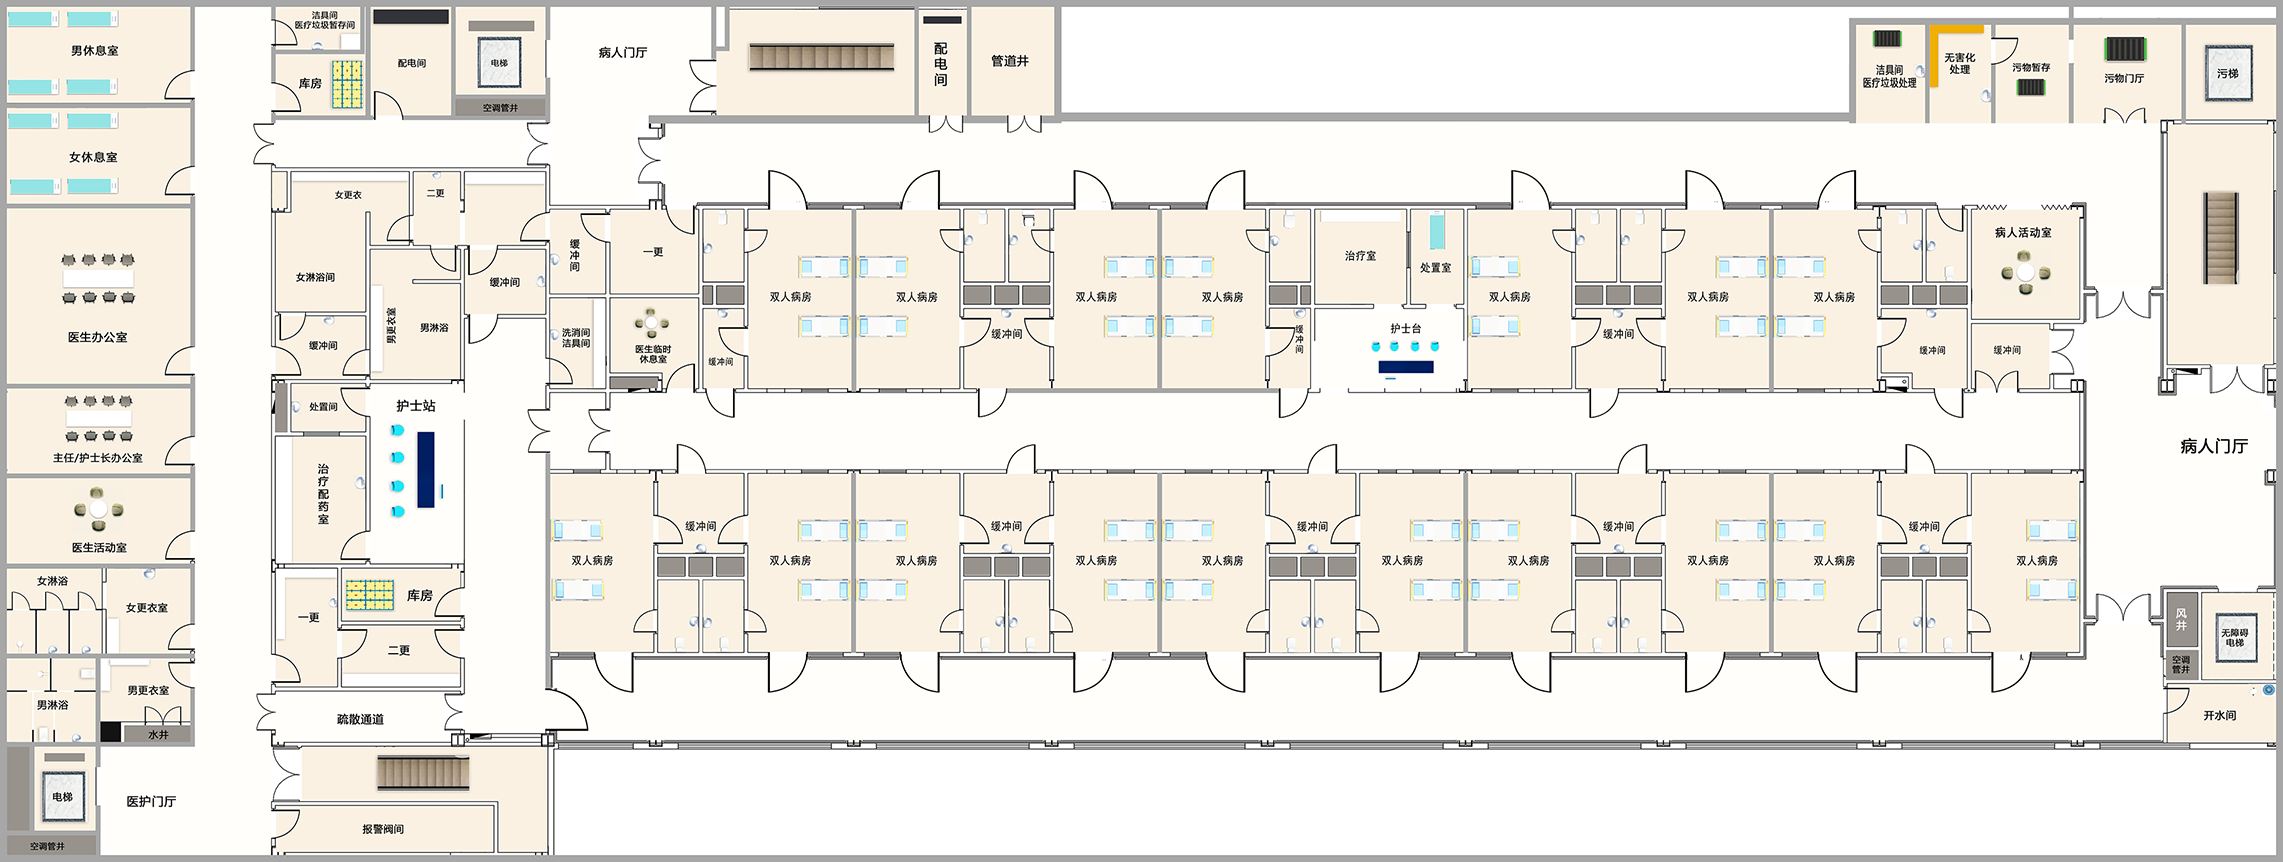 洁具间
医疗垃圾暂存间
男休息室
库房
配电间
电梯
空调管井
病人门厅
配电间
管道井
洁具间
医疗垃圾处理
无害化
处理
污物暂存
污物门厅
污梯
女休息室
女更衣
二更
女淋浴间
缓冲间
缓冲间
一更
治疗室
处置室
病人活动室
双人病房
双人病房
双人病房
双人病房
双人病房
双人病房
双人病房
医生办公室
缓冲间
男更衣室
男淋浴
洗消间
洁具间
医生临时
休息室
缓冲间
缓冲间
缓冲间
护士台
缓冲间
缓冲间
缓冲间
处置间
护士站
主任/护士长办公室
病人门厅
治疗配药室
医生活动室
缓冲间
缓冲间
缓冲间
缓冲间
缓冲间
双人病房
双人病房
双人病房
双人病房
双人病房
双人病房
双人病房
双人病房
双人病房
双人病房
女淋浴
女更衣室
一更
库房
二更
风井
无障碍
电梯
空调
管井
男更衣室
男淋浴
水井
疏散通道
开水间
电梯
医护门厅
报警阀间
空调管井